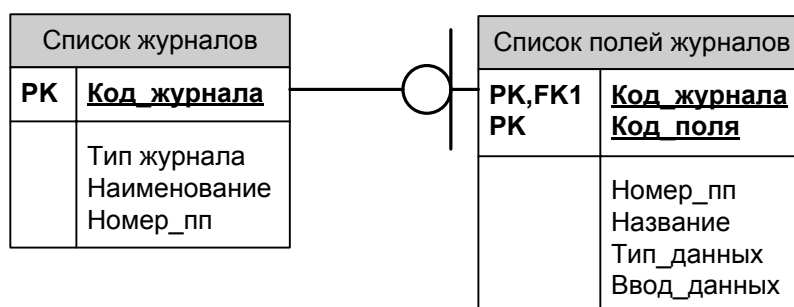 Список журналов
PK Код_журнала
Тип журнала
Наименование
Номер_пп
Список полей журналов
PK,FK1 Код_журнала
PK Код_поля
Номер_пп
Название
Тип_данных
Ввод_данных